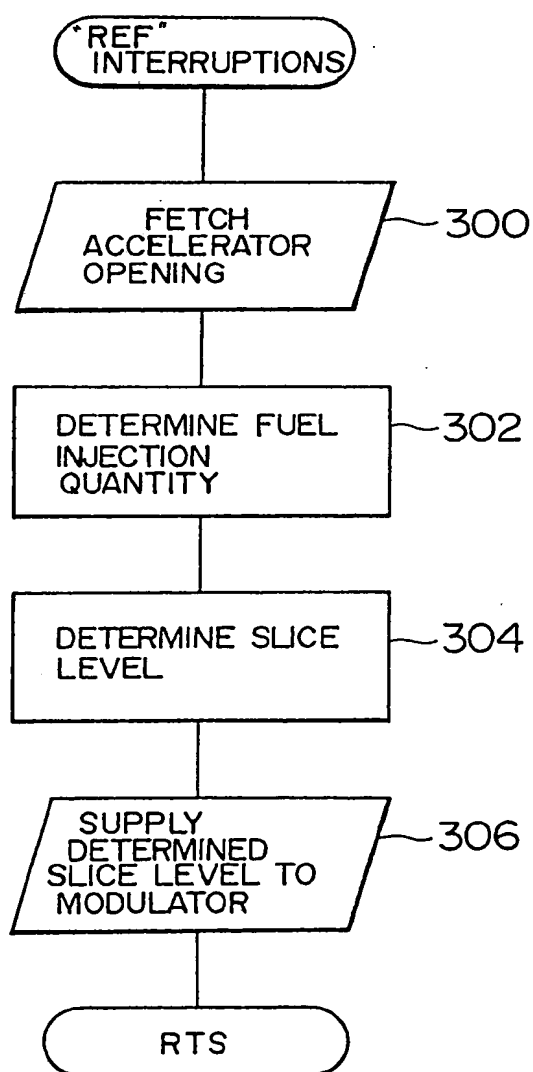 "REF"
INTERRUPTIONS
FETCH
ACCELERATOR
OPENING
300
DETERMINE FUEL
INJECTION
QUANTITY
302
DETERMINE SLICE
LEVEL
304
SUPPLY
DETERMINED
SLICE LEVEL TO
MODULATOR
306
RTS